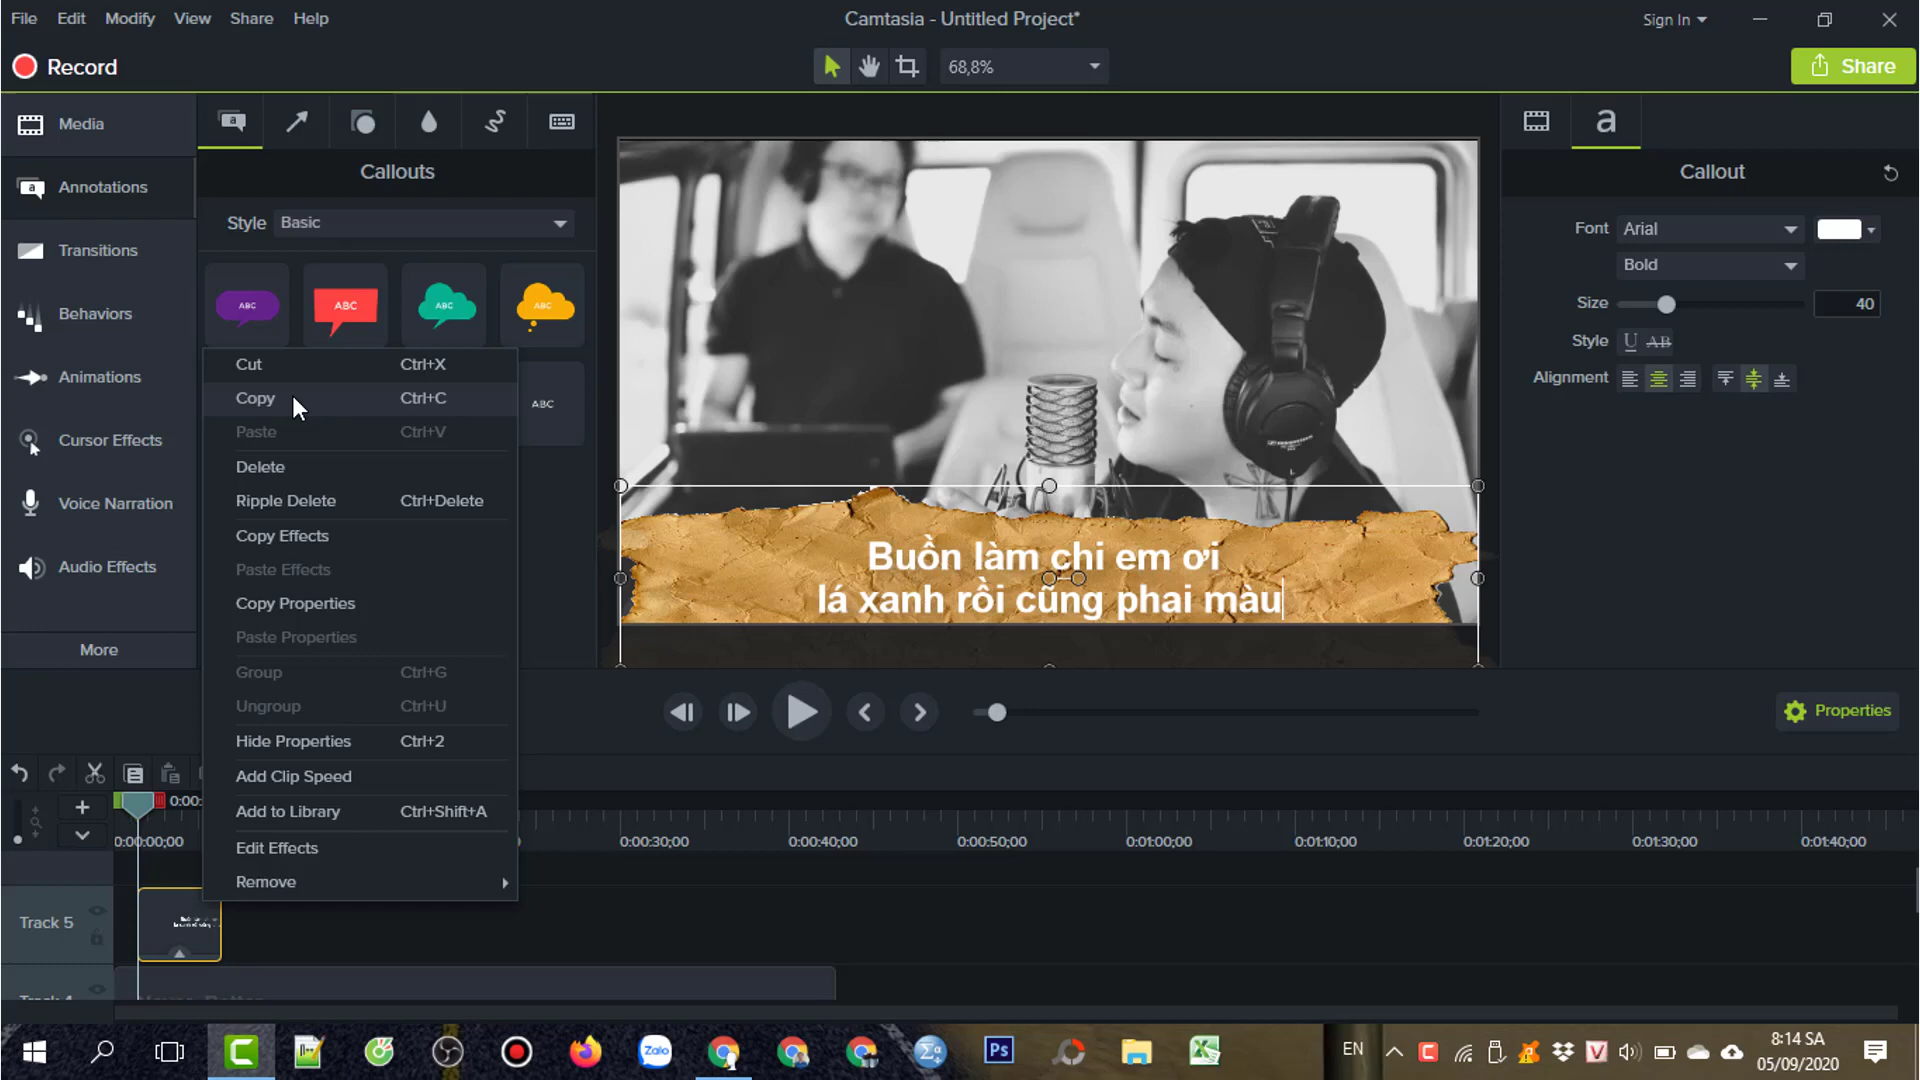 File Edit Modify View Share Help
Camtasia - Untitled Project*
Sign In
Record
68,8%
Share
Media
Annotations
Transitions
Behaviors
Animations
Cursor Effects
Voice Narration
Audio Effects
More
Callouts
Style Basic
ABC ABC ABC ABC
ABC
Cut Ctrl+X
Copy Ctrl+C
Paste Ctrl+V
Delete
Ripple Delete Ctrl+Delete
Copy Effects
Paste Effects
Copy Properties
Paste Properties
Group Ctrl+G
Ungroup Ctrl+U
Hide Properties Ctrl+2
Add Clip Speed
Add to Library Ctrl+Shift+A
Edit Effects
Remove
Buồn làm chi em ơi
lá xanh rồi cũng phai màu
a
Callout
Font Arial
Bold
Size 40
Style U AB
Alignment
Properties
0:00:00;00 0:00:30;00 0:00:40;00 0:00:50;00 0:01:00;00 0:01:10;00 0:01:20;00 0:01:30;00 0:01:40;00
Track 5
Zalo
Ps
EN
8:14 SA
05/09/2020